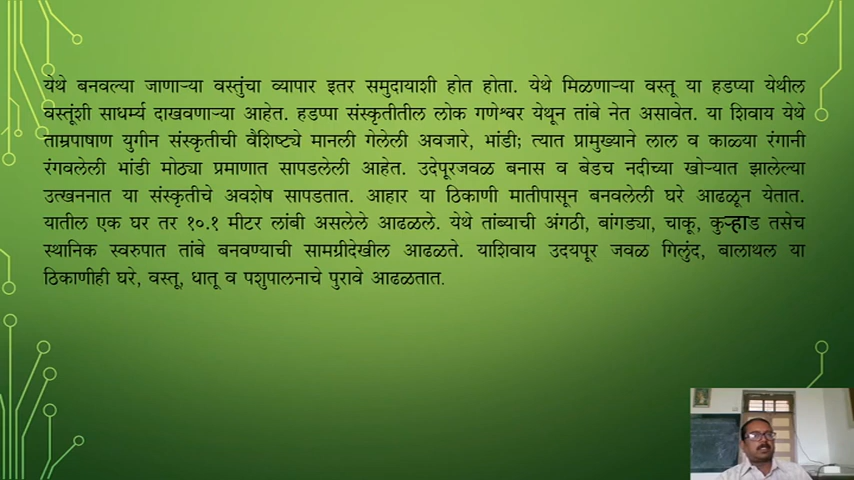 येथे बनवल्या जाणाऱ्या वस्तुंचा व्यापार इतर समुदायाशी होत होता. येथे मिळणाऱ्या वस्तू या हडप्पा येथील
वस्तूंशी साधर्म्य दाखवणाऱ्या आहेत. हडप्पा संस्कृतीतील लोक गणेश्वर येथून तांबे नेत असावेत. या शिवाय येथे
ताम्रपाषाण युगीन संस्कृतीची वैशिष्ट्ये मानली गेलेली अवजारे, भांडी; त्यात प्रामुख्याने लाल व काळ्या रंगानी
रंगवलेली भांडी मोठ्या प्रमाणात सापडलेली आहेत. उदेपूरजवळ बनास व बेडच नदीच्या खोऱ्यात झालेल्या
उत्खननात या संस्कृतीचे अवशेष सापडतात. आहार या ठिकाणी मातीपासून बनवलेली घरे आढळून येतात.
यातील एक घर तर १०.१ मीटर लांबी असलेले आढळले. येथे तांब्याची अंगठी, बांगड्या, चाकू, कुऱ्हाड तसेच
स्थानिक स्वरुपात तांबे बनवण्याची सामग्रीदेखील आढळते. याशिवाय उदयपूर जवळ गिलुंद, बालाथल या
ठिकाणीही घरे, वस्तू, धातू व पशुपालनाचे पुरावे आढळतात.